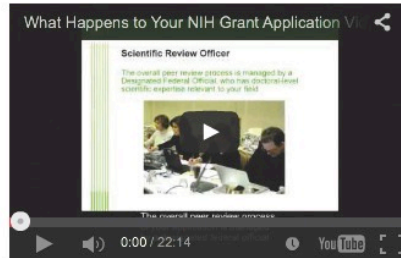 What Happens to Your NIH Grant Application Vi
Scientific Review Officer
The overall peer review process is managed by a
Designated Federal Official, who has doctoral-level
scientific expertise relevant to your field
The overall peer review process
0:00 / 22:14
YouTube